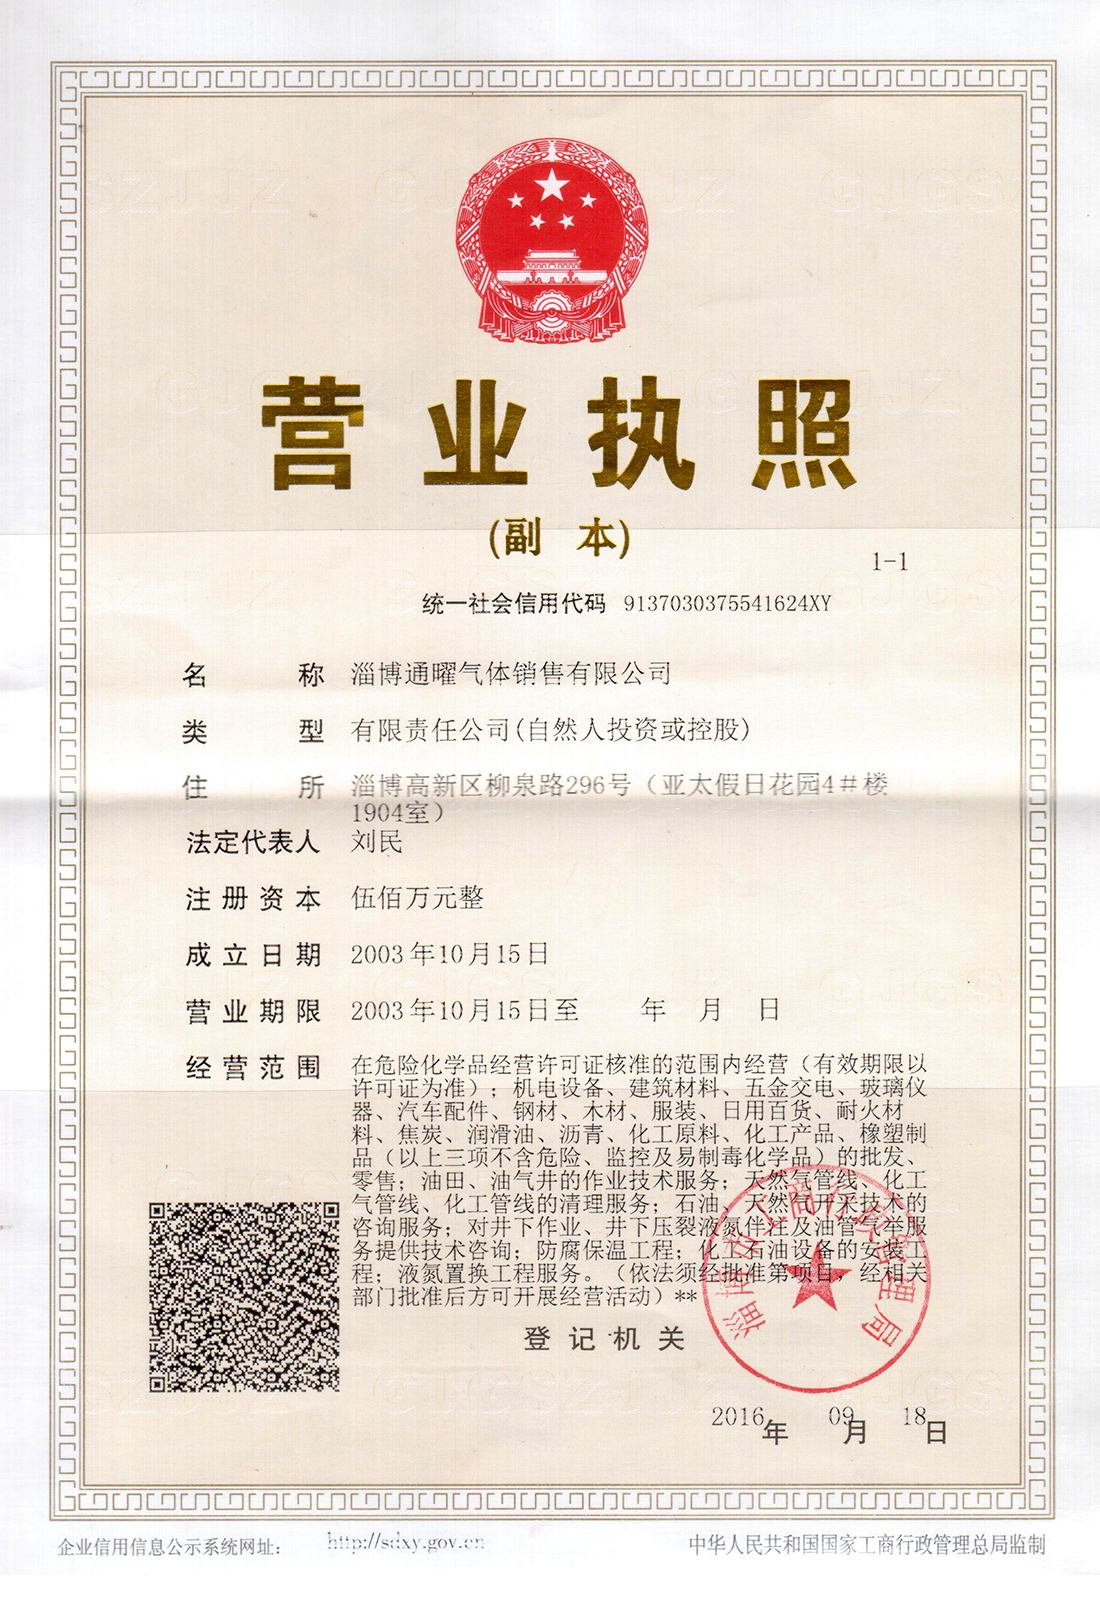 营业执照
(副 本)
1-1
统一社会信用代码 91370303755416​24XY
名称 淄博通曜气体销售有限公司
类型 有限责任公司(自然人投资或控股)
住所 淄博高新区柳泉路296号（亚太假日花园4＃楼
1904室）
法定代表人 刘民
注册资本 伍佰万元整
成立日期 2003年10月15日
营业期限 2003年10月15日至 年 月 日
经营范围 在危险化学品经营许可证核准的范围内经营（有效期限以
许可证为准）；机电设备、建筑材料、五金交电、玻璃仪
器、汽车配件、钢材、木材、服装、日用百货、耐火材
料、焦炭、润滑油、沥青、化工原料、化工产品、橡塑制
品（以上三项不含危险、监控及易制毒化学品）的批发、
零售；油田、油气井的作业技术服务；天然气管线、化工
气管线、化工管线的清理服务；石油、天然气开采技术的
咨询服务；对井下作业、井下压裂液氮伴注及油管气举服
务提供技术咨询；防腐保温工程；化工石油设备的安装工
程；液氮置换工程服务。（依法须经批准第项目，经相关
部门批准后方可开展经营活动）**
登记机关
淄博市工商行政管理局
2016年 09月 18日
企业信用信息公示系统网址： http://sdxy.gov.cn
中华人民共和国国家工商行政管理总局监制